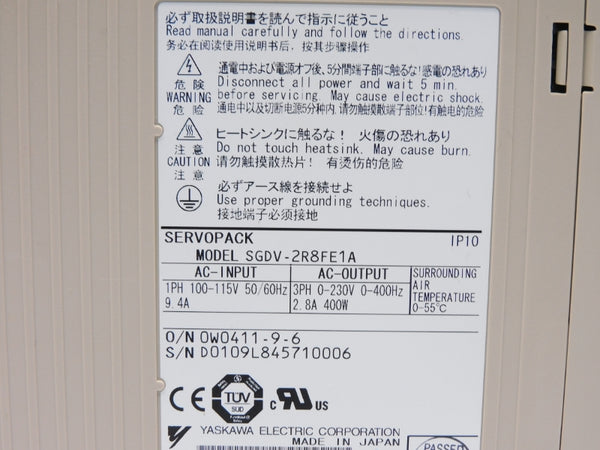 必ず取扱説明書を読んで指示に従うこと
Read manual carefully and follow the directions.
务必在阅读使用说明书后，按其步骤操作
危険
WARNING
危险
通電中および電源オフ後、5分間端子部に触るな！感電の恐れあり
Disconnect all power and wait 5 min.
before servicing. May cause electric shock.
通电中以及切断电源5分钟内，请勿触摸散端子部位！有触电的危险
注意
CAUTION
注意
ヒートシンクに触るな！ 火傷の恐れあり
Do not touch heatsink. May cause burn.
请勿触摸散热片！ 有烫伤的危险
必ずアース線を接続せよ
Use proper grounding techniques.
接地端子必须接地
SERVOPACK IP10
MODEL SGDV-2R8FE1A
AC-INPUT AC-OUTPUT SURROUNDING
AIR
TEMPERATURE
0-55℃
1PH 100-115V 50/60Hz 3PH 0-230V 0-400Hz
9.4A 2.8A 400W
O/N 0W0411-9-6
S/N D0109L845710006
CE TÜV SÜD c RU US
YASKAWA ELECTRIC CORPORATION
MADE IN JAPAN PASSED